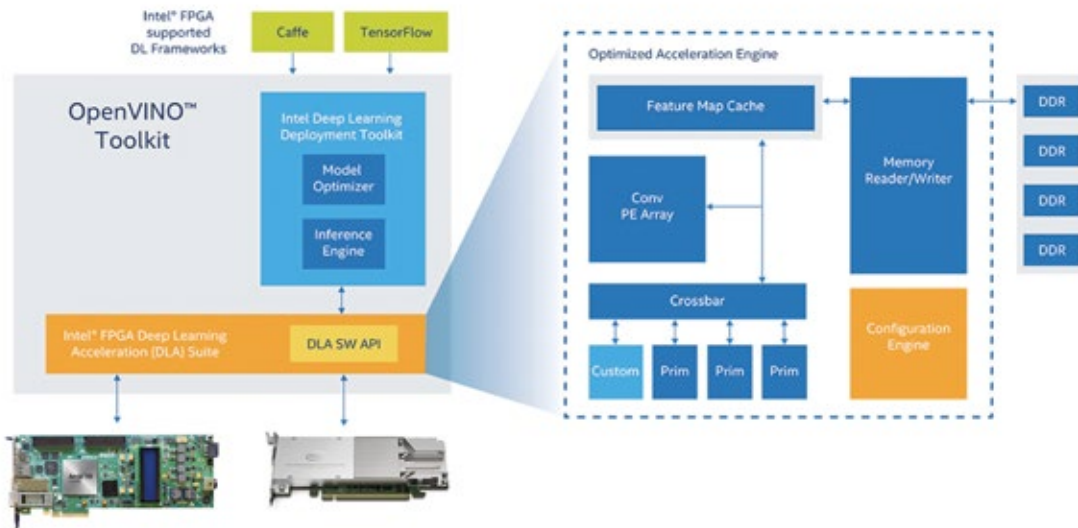 Intel® FPGA
supported
DL Frameworks
Caffe
TensorFlow
OpenVINO™
Toolkit
Intel Deep Learning
Deployment Toolkit
Model
Optimizer
Inference
Engine
Intel® FPGA Deep Learning
Acceleration (DLA) Suite
DLA SW API
Optimized Acceleration Engine
Feature Map Cache
Conv
PE Array
Crossbar
Custom
Prim
Prim
Prim
Memory
Reader/Writer
Configuration
Engine
DDR
DDR
DDR
DDR